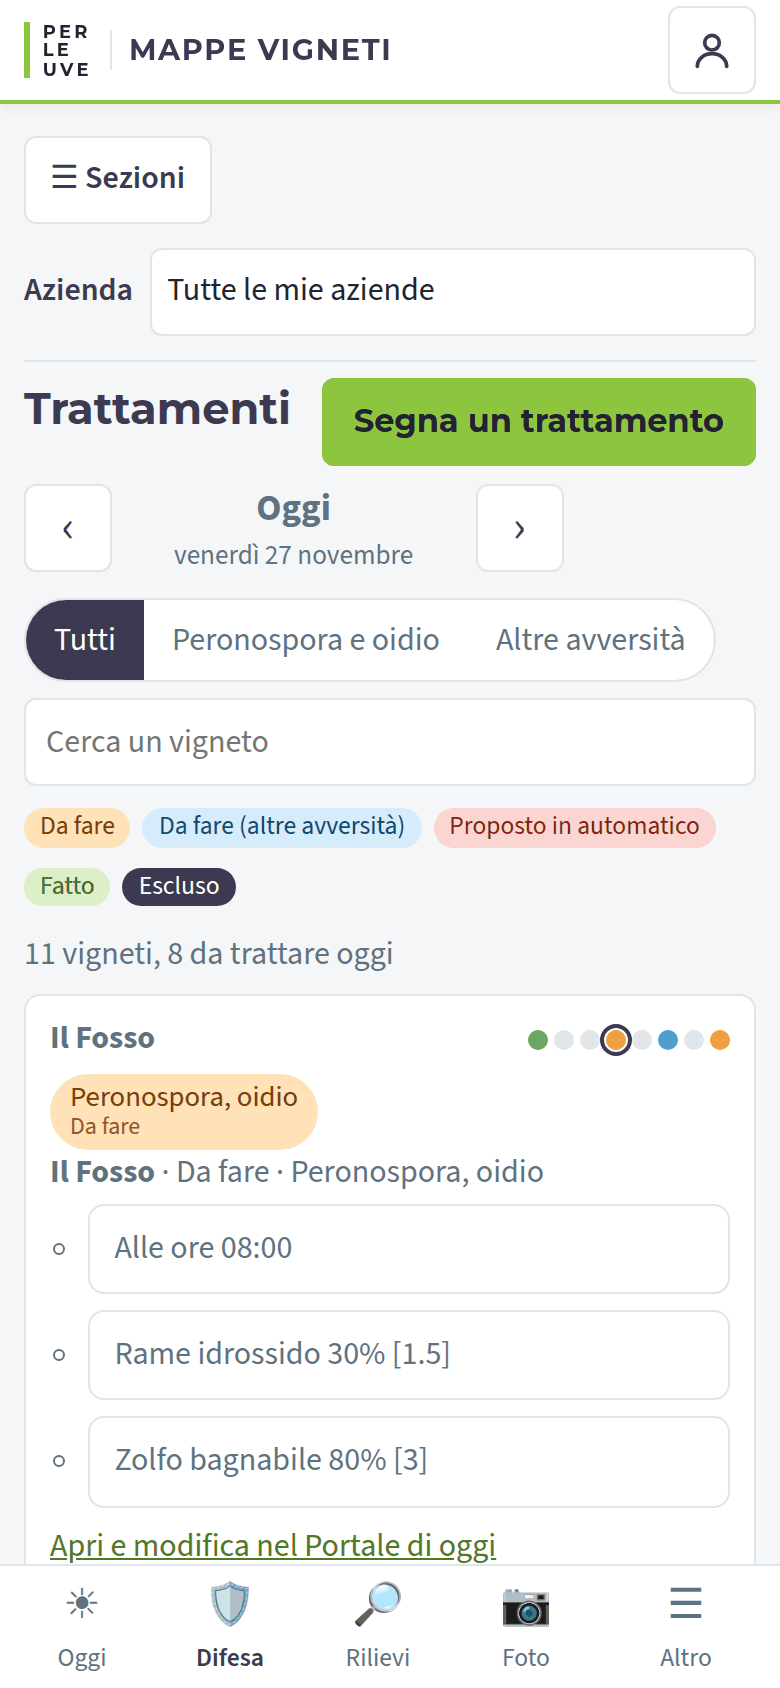 PER
LE
UVE
MAPPE VIGNETI
☰ Sezioni
Azienda
Tutte le mie aziende
Trattamenti
Segna un trattamento
‹
Oggi
venerdì 27 novembre
›
Tutti
Peronospora e oidio
Altre avversità
Cerca un vigneto
Da fare
Da fare (altre avversità)
Proposto in automatico
Fatto
Escluso
11 vigneti, 8 da trattare oggi
Il Fosso
Peronospora, oidio
Da fare
Il Fosso · Da fare · Peronospora, oidio
Alle ore 08:00
Rame idrossido 30% [1.5]
Zolfo bagnabile 80% [3]
Apri e modifica nel Portale di oggi
Oggi
Difesa
Rilievi
Foto
Altro